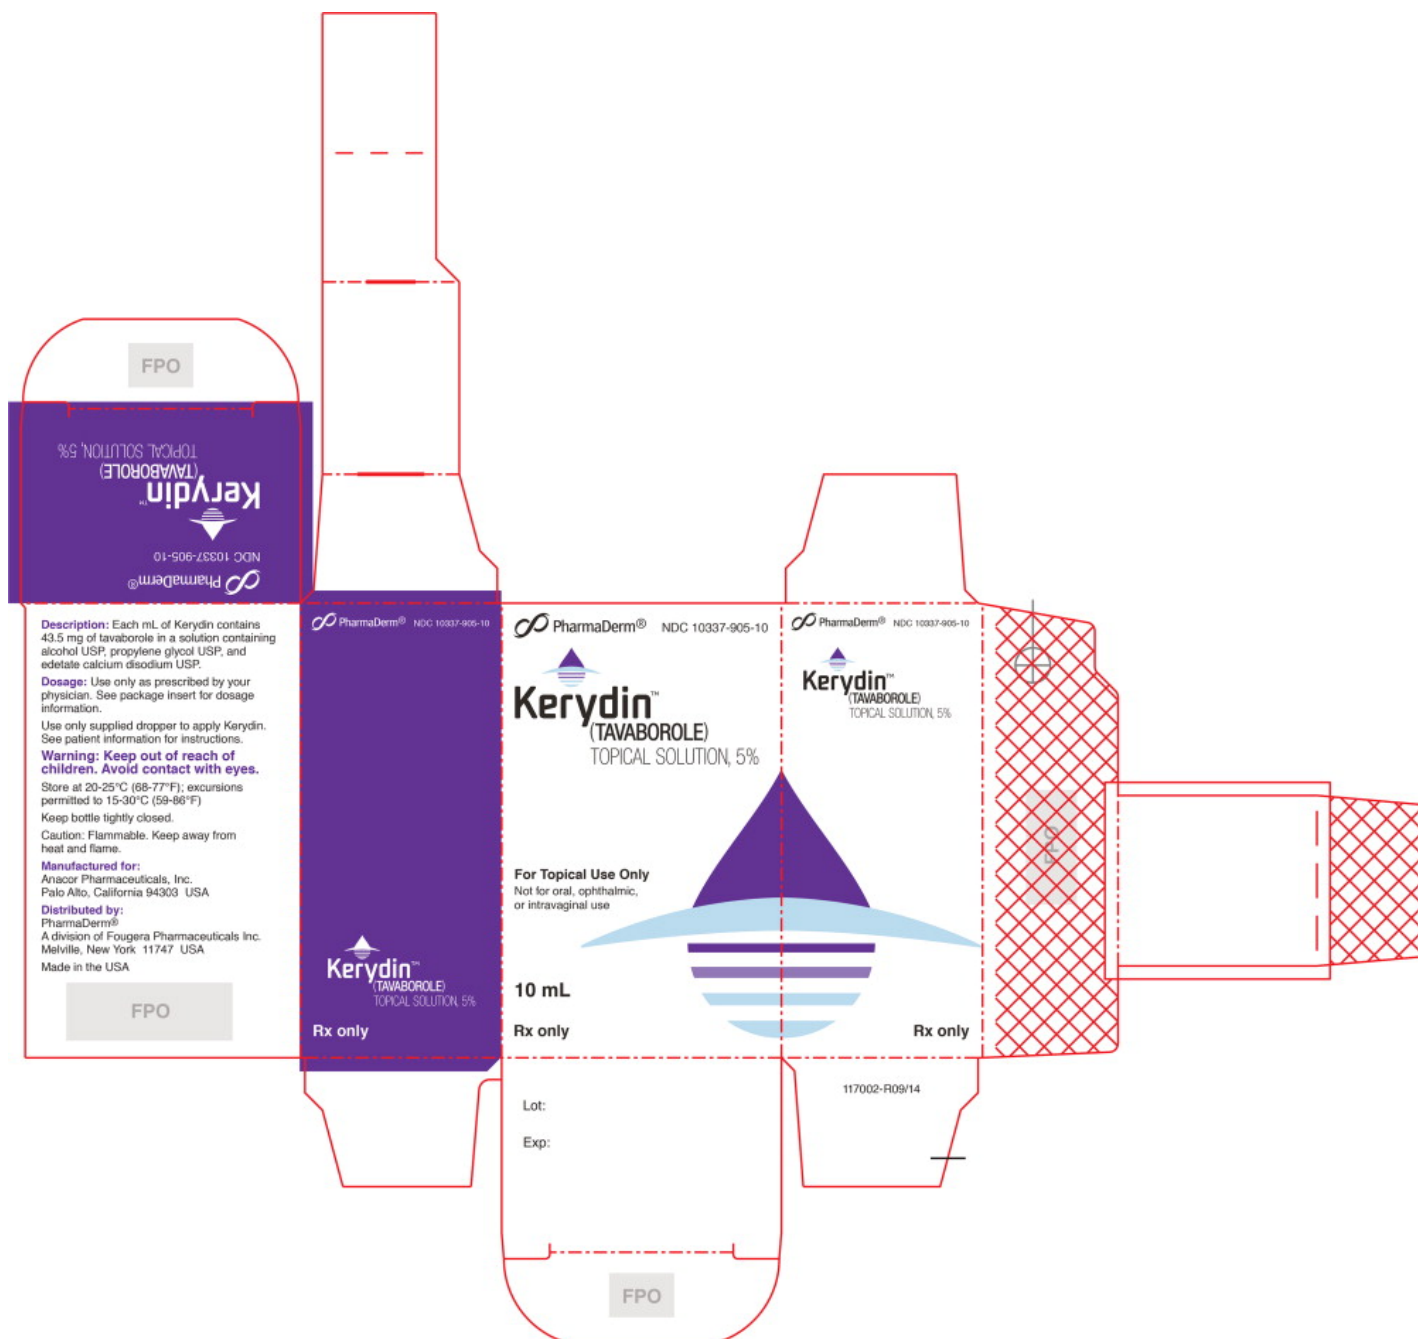 FPO
PharmaDerm®
NDC 10337-905-10
Kerydin™
(TAVABOROLE)
TOPICAL SOLUTION, 5%
Description: Each mL of Kerydin contains
43.5 mg of tavaborole in a solution containing
alcohol USP, propylene glycol USP, and
edetate calcium disodium USP.
Dosage: Use only as prescribed by your
physician. See package insert for dosage
information.
Use only supplied dropper to apply Kerydin.
See patient information for instructions.
Warning: Keep out of reach of
children. Avoid contact with eyes.
Store at 20-25°C (68-77°F); excursions
permitted to 15-30°C (59-86°F)
Keep bottle tightly closed.
Caution: Flammable. Keep away from
heat and flame.
Manufactured for:
Anacor Pharmaceuticals, Inc.
Palo Alto, California 94303 USA
Distributed by:
PharmaDerm®
A division of Fougera Pharmaceuticals Inc.
Melville, New York 11747 USA
Made in the USA
FPO
PharmaDerm® NDC 10337-905-10
Kerydin™
(TAVABOROLE)
TOPICAL SOLUTION, 5%
Rx only
PharmaDerm® NDC 10337-905-10
Kerydin™
(TAVABOROLE)
TOPICAL SOLUTION, 5%
For Topical Use Only
Not for oral, ophthalmic,
or intravaginal use
10 mL
Rx only
Lot:
Exp:
FPO
PharmaDerm® NDC 10337-905-10
Kerydin™
(TAVABOROLE)
TOPICAL SOLUTION, 5%
Rx only
117002-R09/14
FPO